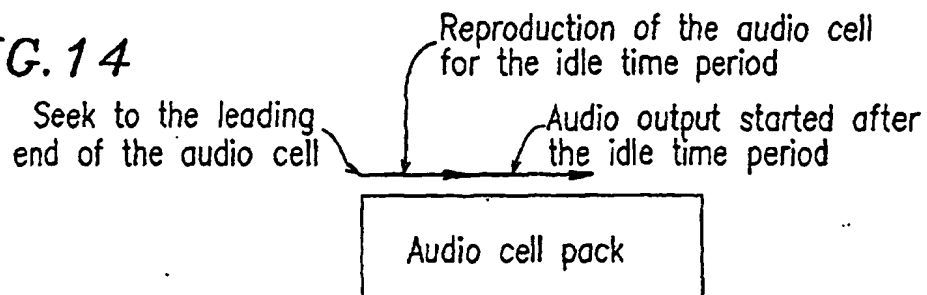 G. 14
Reproduction of the audio cell
for the idle time period
Seek to the leading
end of the audio cell
Audio output started after
the idle time period
Audio cell pack